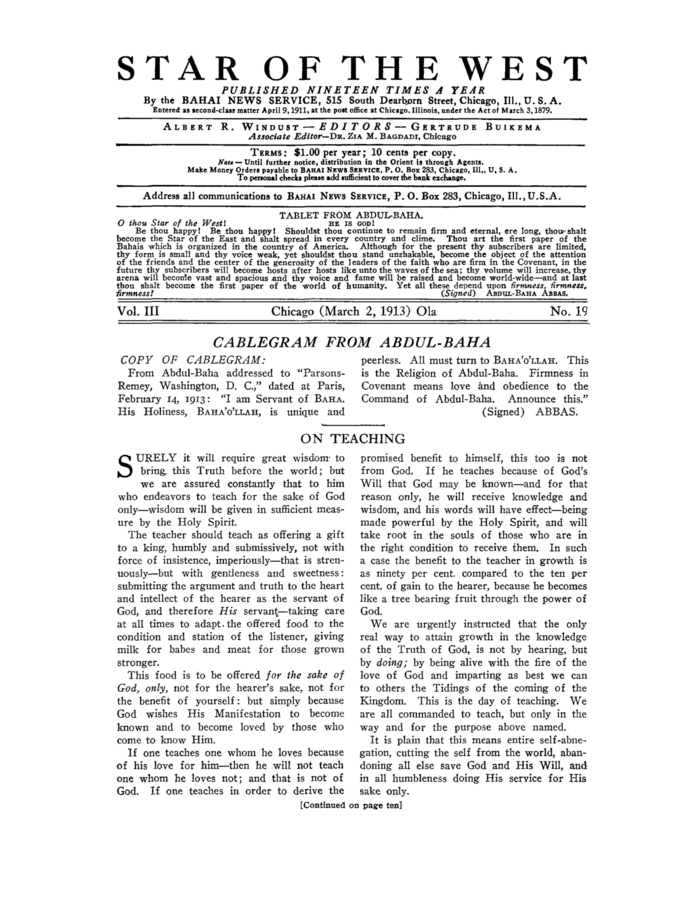 STAR OF THE WEST
PUBLISHED NINETEEN TIMES A YEAR
By the BAHAI NEWS SERVICE, 515 South Dearborn Street, Chicago, Ill., U. S. A.
Entered as second-class matter April 9, 1911, at the post office at Chicago, Illinois, under the Act of March 3, 1879.
ALBERT R. WINDUST — EDITORS — GERTRUDE BUIKEMA
Associate Editor—DR. ZIA M. BAGDADI, Chicago
TERMS: $1.00 per year; 10 cents per copy.
Note — Until further notice, distribution in the Orient is through Agents.
Make Money Orders payable to BAHAI NEWS SERVICE, P. O. Box 283, Chicago, Ill., U. S. A.
To personal checks please add sufficient to cover the bank exchange.
Address all communications to BAHAI NEWS SERVICE, P. O. Box 283, Chicago, Ill., U.S.A.
TABLET FROM ABDUL-BAHA.
O thou Star of the West! HE IS GOD!
Be thou happy! Be thou happy! Shouldst thou continue to remain firm and eternal, ere long, thou shalt
become the Star of the East and shalt spread in every country and clime. Thou art the first paper of the
Bahais which is organized in the country of America. Although for the present thy subscribers are limited,
thy form is small and thy voice weak, yet shouldst thou stand unshakable, become the object of the attention
of the friends and the center of the generosity of the leaders of the faith who are firm in the Covenant, in the
future thy subscribers will become hosts after hosts like unto the waves of the sea; thy volume will increase, thy
arena will become vast and spacious and thy voice and fame will be raised and become world-wide—and at last
thou shalt become the first paper of the world of humanity. Yet all these depend upon firmness, firmness,
firmness! (Signed) ABDUL-BAHA ABBAS.
Vol. III Chicago (March 2, 1913) Ola No. 19
CABLEGRAM FROM ABDUL-BAHA
COPY OF CABLEGRAM:
From Abdul-Baha addressed to "Parsons-
Remey, Washington, D. C.," dated at Paris,
February 14, 1913: "I am Servant of BAHA.
His Holiness, BAHA'O'LLAH, is unique and
peerless. All must turn to BAHA'O'LLAH. This
is the Religion of Abdul-Baha. Firmness in
Covenant means love and obedience to the
Command of Abdul-Baha. Announce this."
(Signed) ABBAS.
ON TEACHING
SURELY it will require great wisdom to
bring this Truth before the world; but
we are assured constantly that to him
who endeavors to teach for the sake of God
only—wisdom will be given in sufficient meas-
ure by the Holy Spirit.
The teacher should teach as offering a gift
to a king, humbly and submissively, not with
force of insistence, imperiously—that is stren-
uously—but with gentleness and sweetness:
submitting the argument and truth to the heart
and intellect of the hearer as the servant of
God, and therefore His servant—taking care
at all times to adapt the offered food to the
condition and station of the listener, giving
milk for babes and meat for those grown
stronger.
This food is to be offered for the sake of
God, only, not for the hearer's sake, not for
the benefit of yourself: but simply because
God wishes His Manifestation to become
known and to become loved by those who
come to know Him.
If one teaches one whom he loves because
of his love for him—then he will not teach
one whom he loves not; and that is not of
God. If one teaches in order to derive the
promised benefit to himself, this too is not
from God. If he teaches because of God's
Will that God may be known—and for that
reason only, he will receive knowledge and
wisdom, and his words will have effect—being
made powerful by the Holy Spirit, and will
take root in the souls of those who are in
the right condition to receive them. In such
a case the benefit to the teacher in growth is
as ninety per cent. compared to the ten per
cent. of gain to the hearer, because he becomes
like a tree bearing fruit through the power of
God.
We are urgently instructed that the only
real way to attain growth in the knowledge
of the Truth of God, is not by hearing, but
by doing; by being alive with the fire of the
love of God and imparting as best we can
to others the Tidings of the coming of the
Kingdom. This is the day of teaching. We
are all commanded to teach, but only in the
way and for the purpose above named.
It is plain that this means entire self-abne-
gation, cutting the self from the world, aban-
doning all else save God and His Will, and
in all humbleness doing His service for His
sake only.
[Continued on page ten]